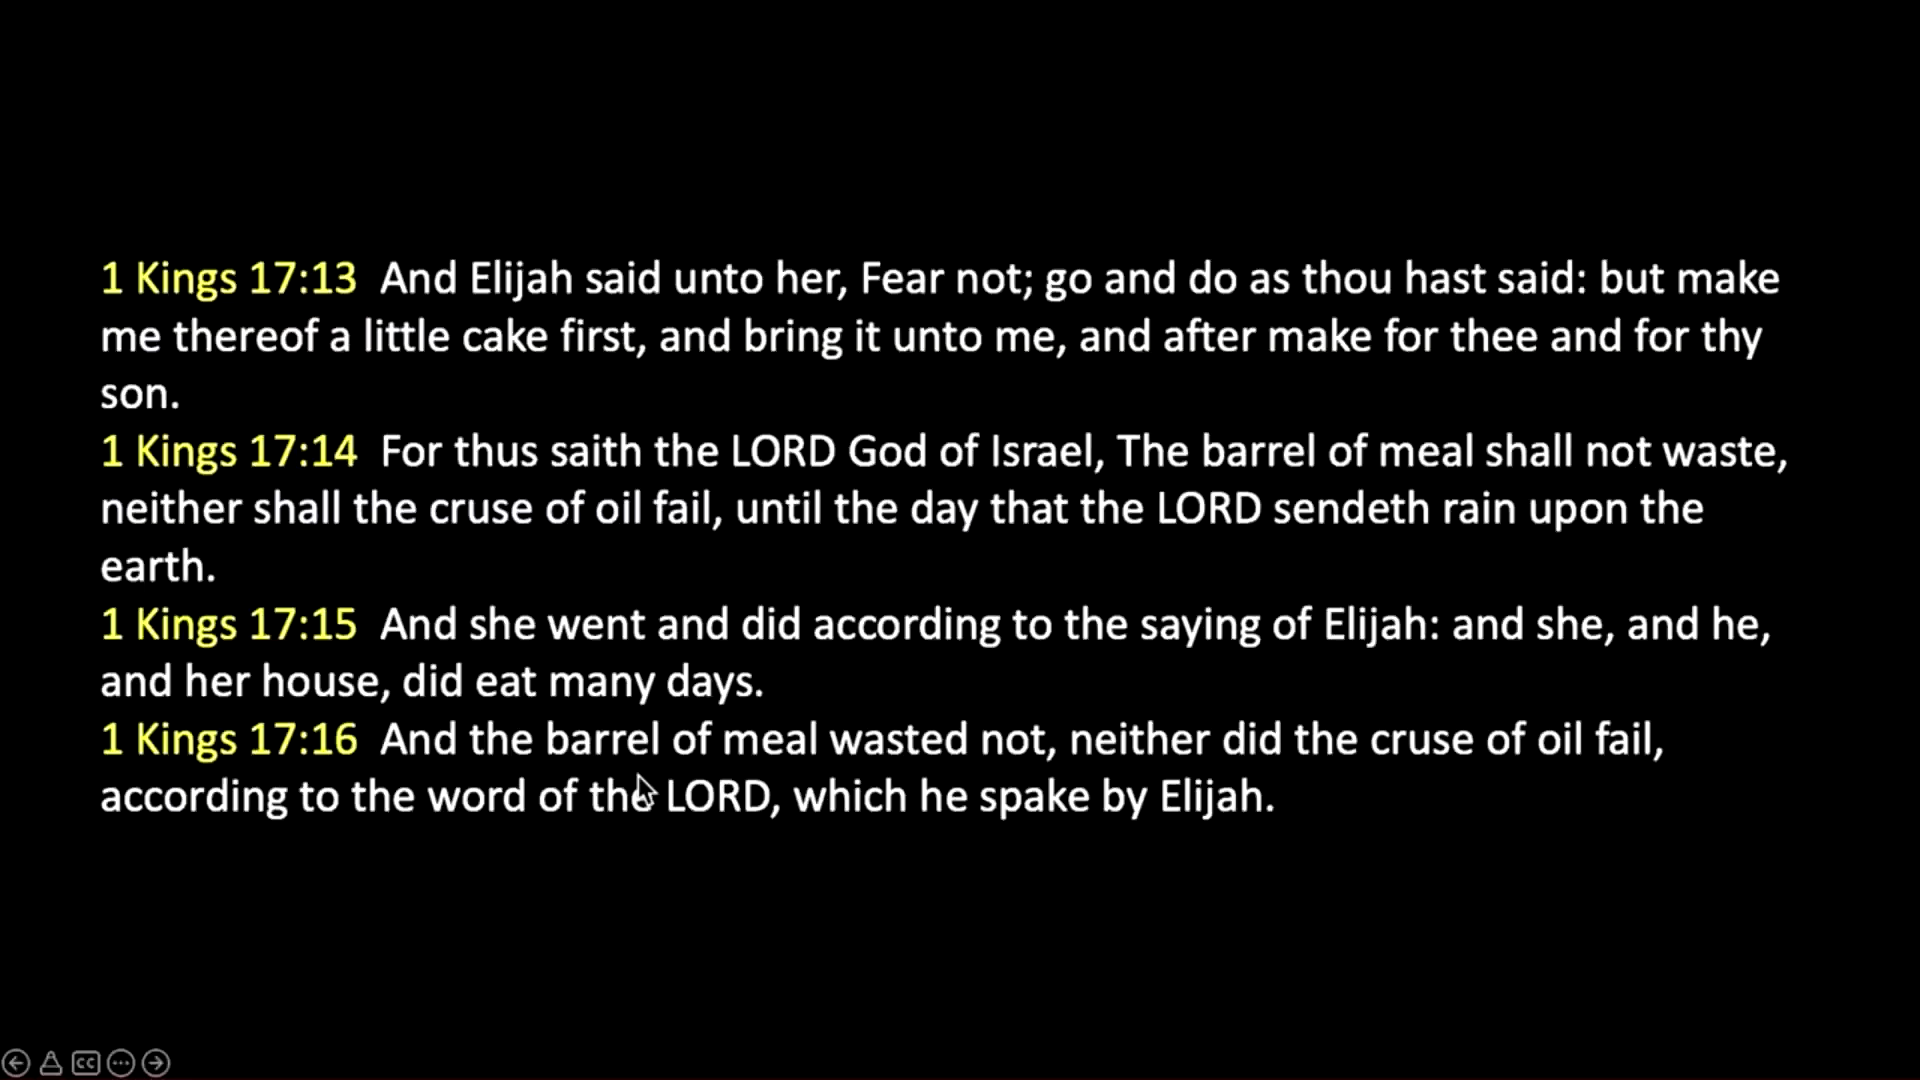 1 Kings 17:13  And Elijah said unto her, Fear not; go and do as thou hast said: but make
me thereof a little cake first, and bring it unto me, and after make for thee and for thy
son.
1 Kings 17:14  For thus saith the LORD God of Israel, The barrel of meal shall not waste,
neither shall the cruse of oil fail, until the day that the LORD sendeth rain upon the
earth.
1 Kings 17:15  And she went and did according to the saying of Elijah: and she, and he,
and her house, did eat many days.
1 Kings 17:16  And the barrel of meal wasted not, neither did the cruse of oil fail,
according to the word of the LORD, which he spake by Elijah.
CC